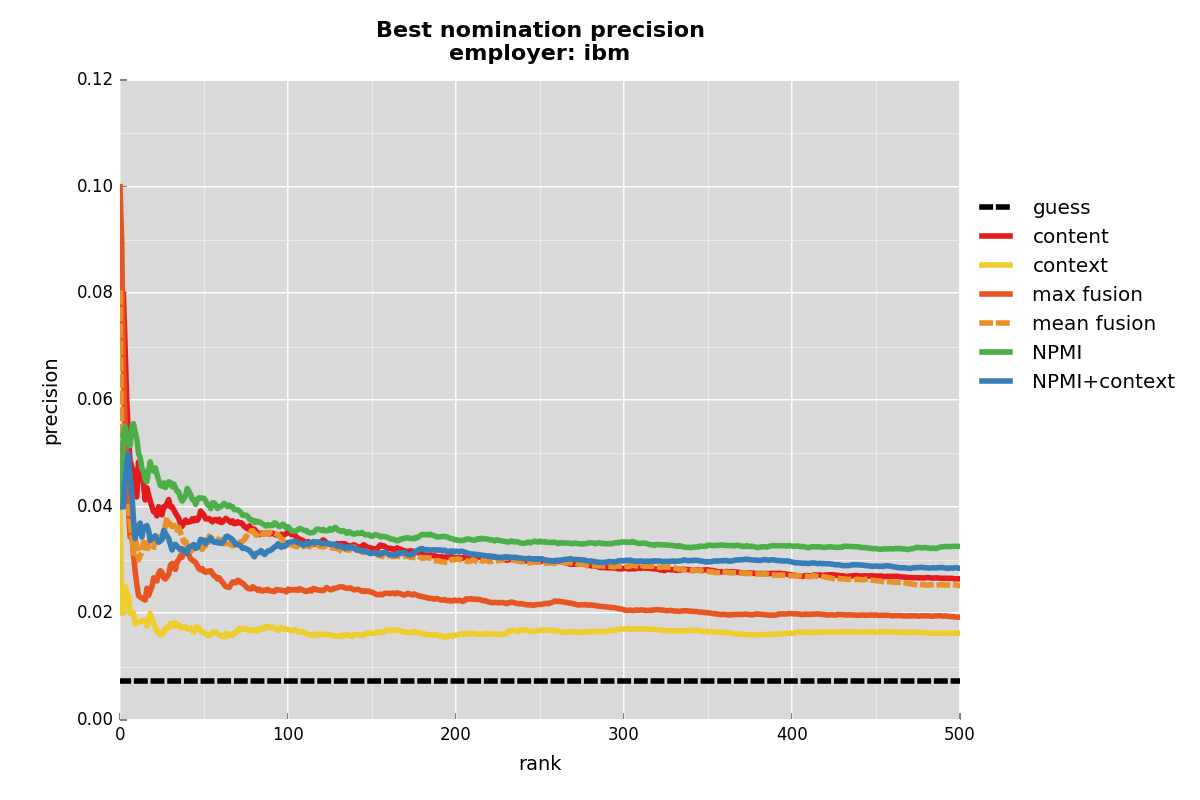 Best nomination precision
employer: ibm
0.12
0.10
0.08
0.06
0.04
0.02
0.00
precision
0 100 200 300 400 500
rank
guess
content
context
max fusion
mean fusion
NPMI
NPMI+context